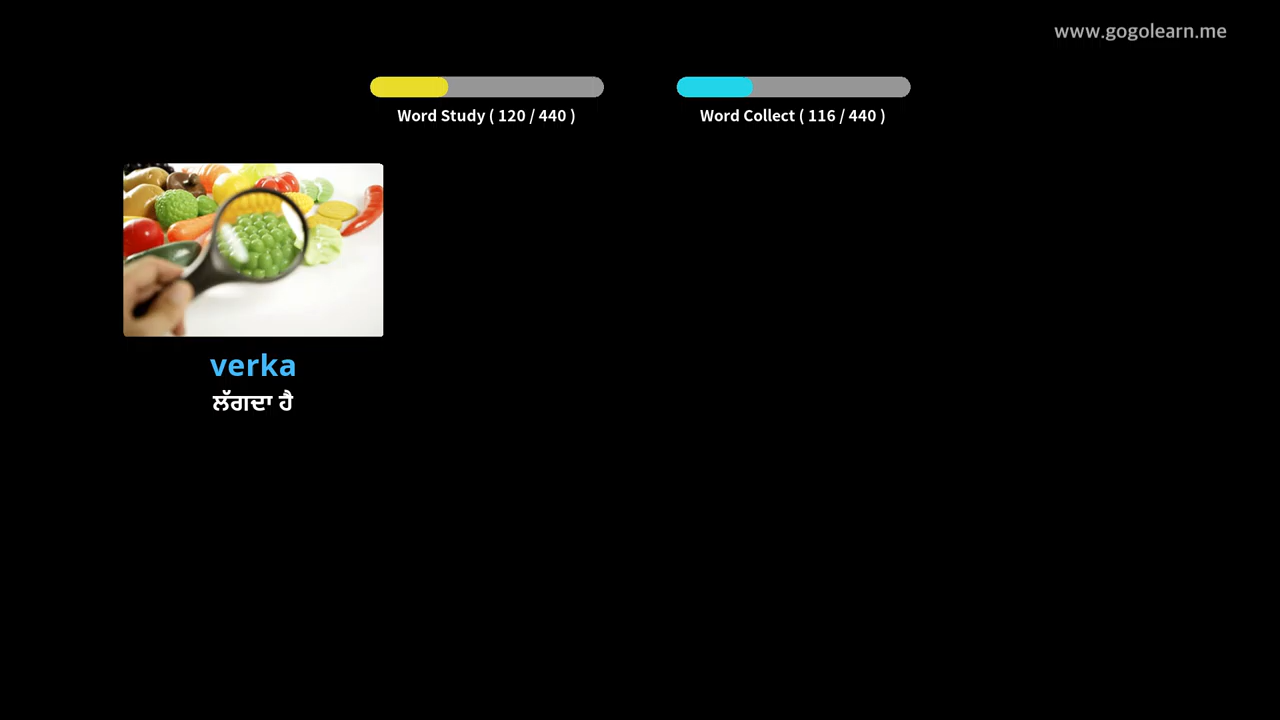 www.gogolearn.me
Word Study ( 120 / 440 )
Word Collect ( 116 / 440 )
verka
ਲੱਗਦਾ ਹੈ